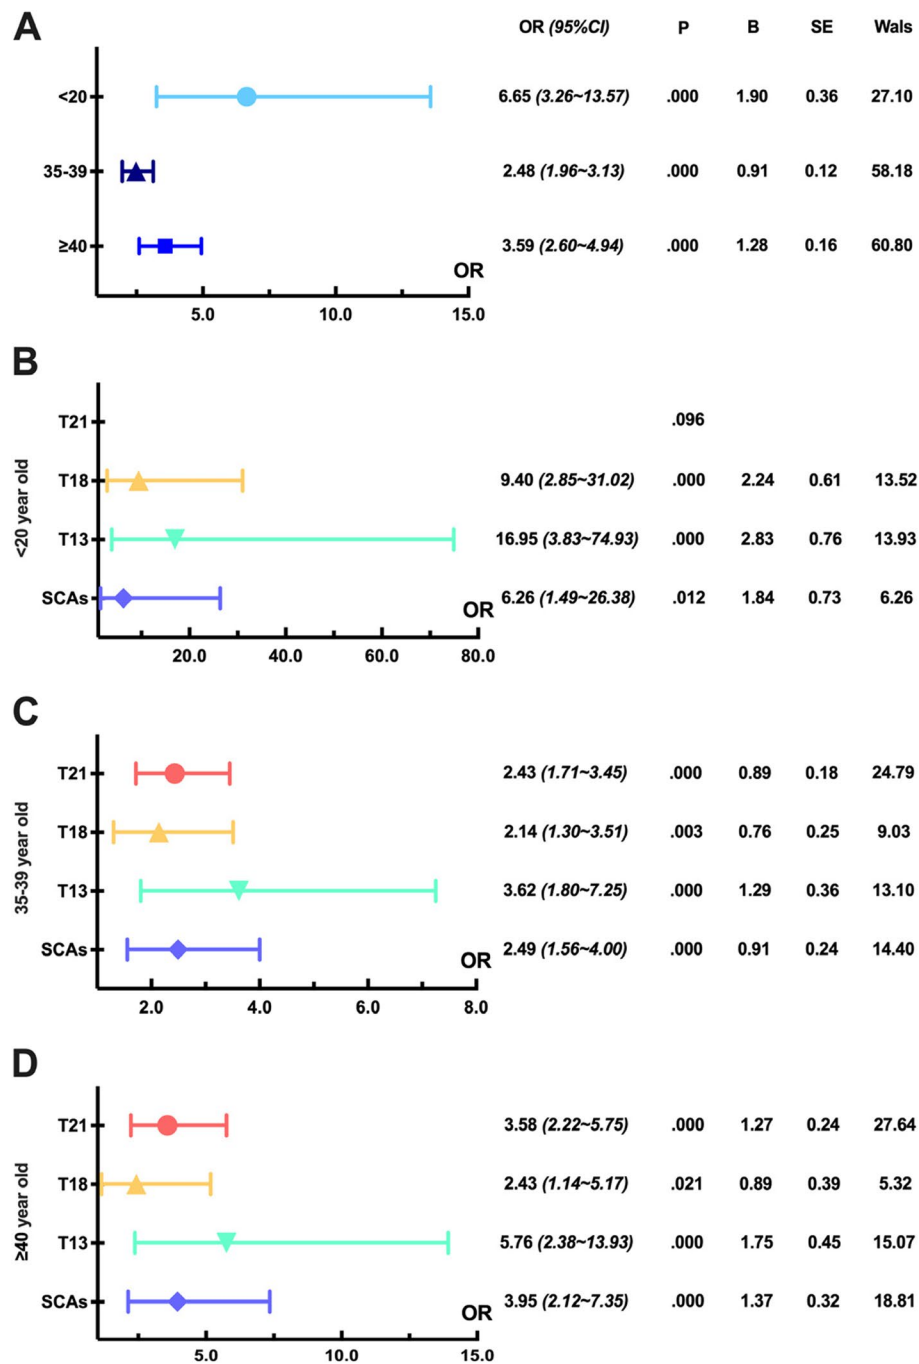 A
OR (95%CI) P B SE Wals
<20 6.65 (3.26~13.57) .000 1.90 0.36 27.10
35-39 2.48 (1.96~3.13) .000 0.91 0.12 58.18
≥40 3.59 (2.60~4.94) .000 1.28 0.16 60.80
OR
5.0 10.0 15.0
B
<20 year old
T21 .096
T18 9.40 (2.85~31.02) .000 2.24 0.61 13.52
T13 16.95 (3.83~74.93) .000 2.83 0.76 13.93
SCAs 6.26 (1.49~26.38) .012 1.84 0.73 6.26
OR
20.0 40.0 60.0 80.0
C
35-39 year old
T21 2.43 (1.71~3.45) .000 0.89 0.18 24.79
T18 2.14 (1.30~3.51) .003 0.76 0.25 9.03
T13 3.62 (1.80~7.25) .000 1.29 0.36 13.10
SCAs 2.49 (1.56~4.00) .000 0.91 0.24 14.40
OR
2.0 4.0 6.0 8.0
D
≥40 year old
T21 3.58 (2.22~5.75) .000 1.27 0.24 27.64
T18 2.43 (1.14~5.17) .021 0.89 0.39 5.32
T13 5.76 (2.38~13.93) .000 1.75 0.45 15.07
SCAs 3.95 (2.12~7.35) .000 1.37 0.32 18.81
OR
5.0 10.0 15.0